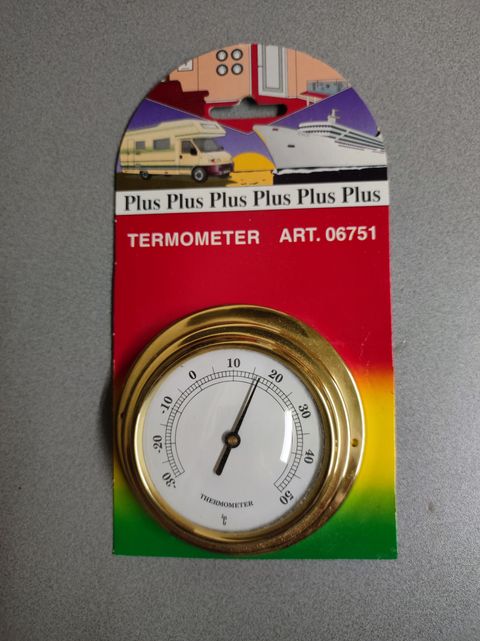 Plus Plus Plus Plus Plus Plus
TERMOMETER ART. 06751
-30 -20 -10 0 10 20 30 40 50
THERMOMETER